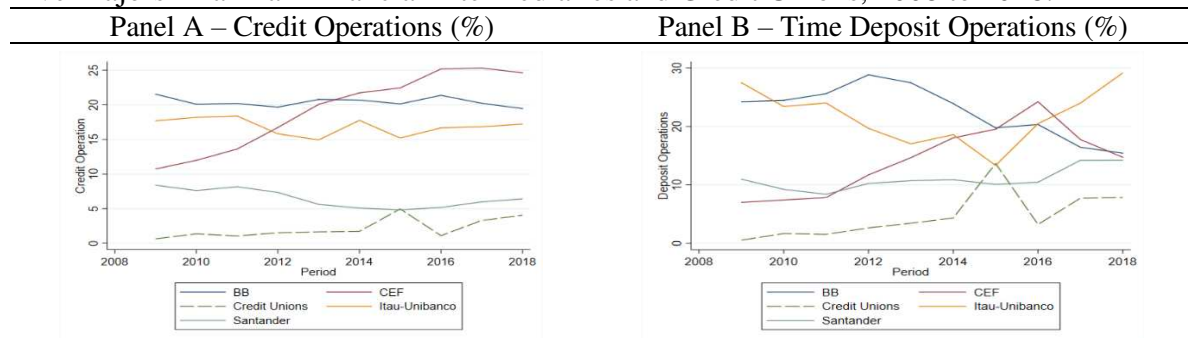 Panel A – Credit Operations (%)
Panel B – Time Deposit Operations (%)
25
20
15
10
5
0
Credit Operation
2008 2010 2012 2014 2016 2018
Period
BB CEF
Credit Unions Itau-Unibanco
Santander
30
20
10
0
Deposit Operations
2008 2010 2012 2014 2016 2018
Period
BB CEF
Credit Unions Itau-Unibanco
Santander